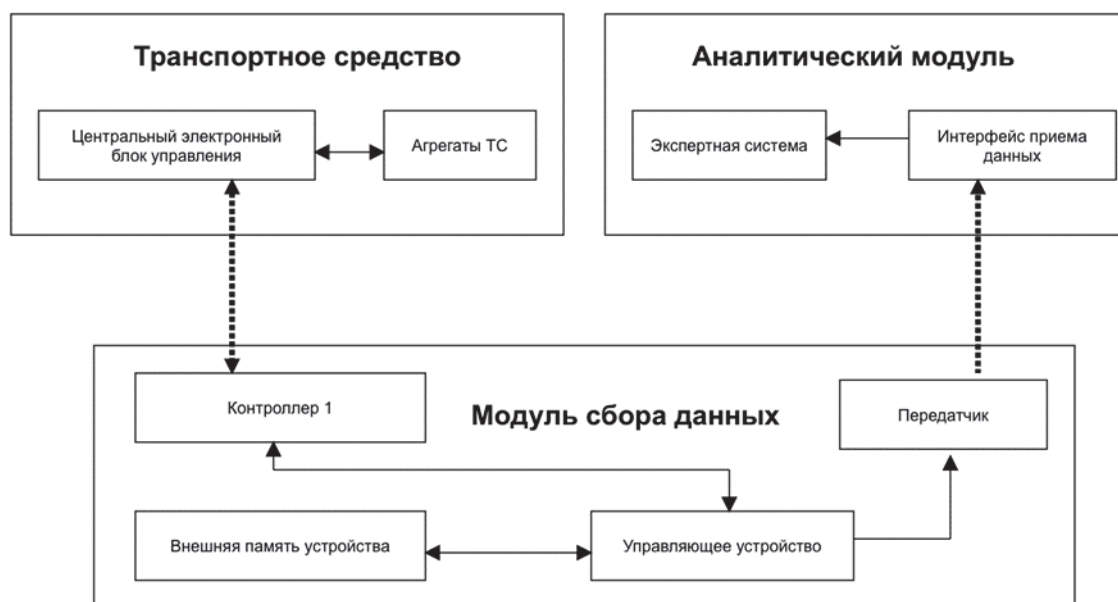 Транспортное средство
Центральный электронный
блок управления
Агрегаты ТС
Аналитический модуль
Экспертная система
Интерфейс приема
данных
Контроллер 1
Модуль сбора данных
Передатчик
Внешняя память устройства
Управляющее устройство